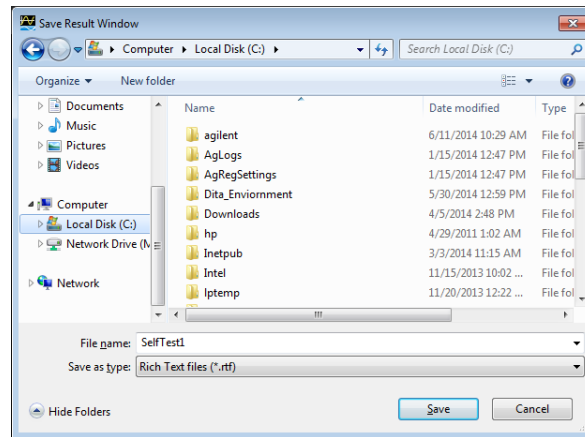 Save Result Window
Computer Local Disk (C:)
Search Local Disk (C:)
Organize New folder
Documents
Music
Pictures
Videos
Computer
Local Disk (C:)
Network Drive (
Network
Name Date modified Type
agilent 6/11/2014 10:29 AM File fol
AgLogs 1/15/2014 12:47 PM File fol
AgRegSettings 1/15/2014 12:47 PM File fol
Dita_Enviornment 5/30/2014 12:59 PM File fol
Downloads 4/5/2014 2:48 PM File fol
hp 4/29/2011 1:02 AM File fol
Inetpub 3/3/2014 11:15 AM File fol
Intel 11/15/2013 10:02 ... File fol
Iptemp 11/20/2013 12:22 ... File fol
File name: SelfTest1
Save as type: Rich Text files (*.rtf)
Hide Folders Save Cancel